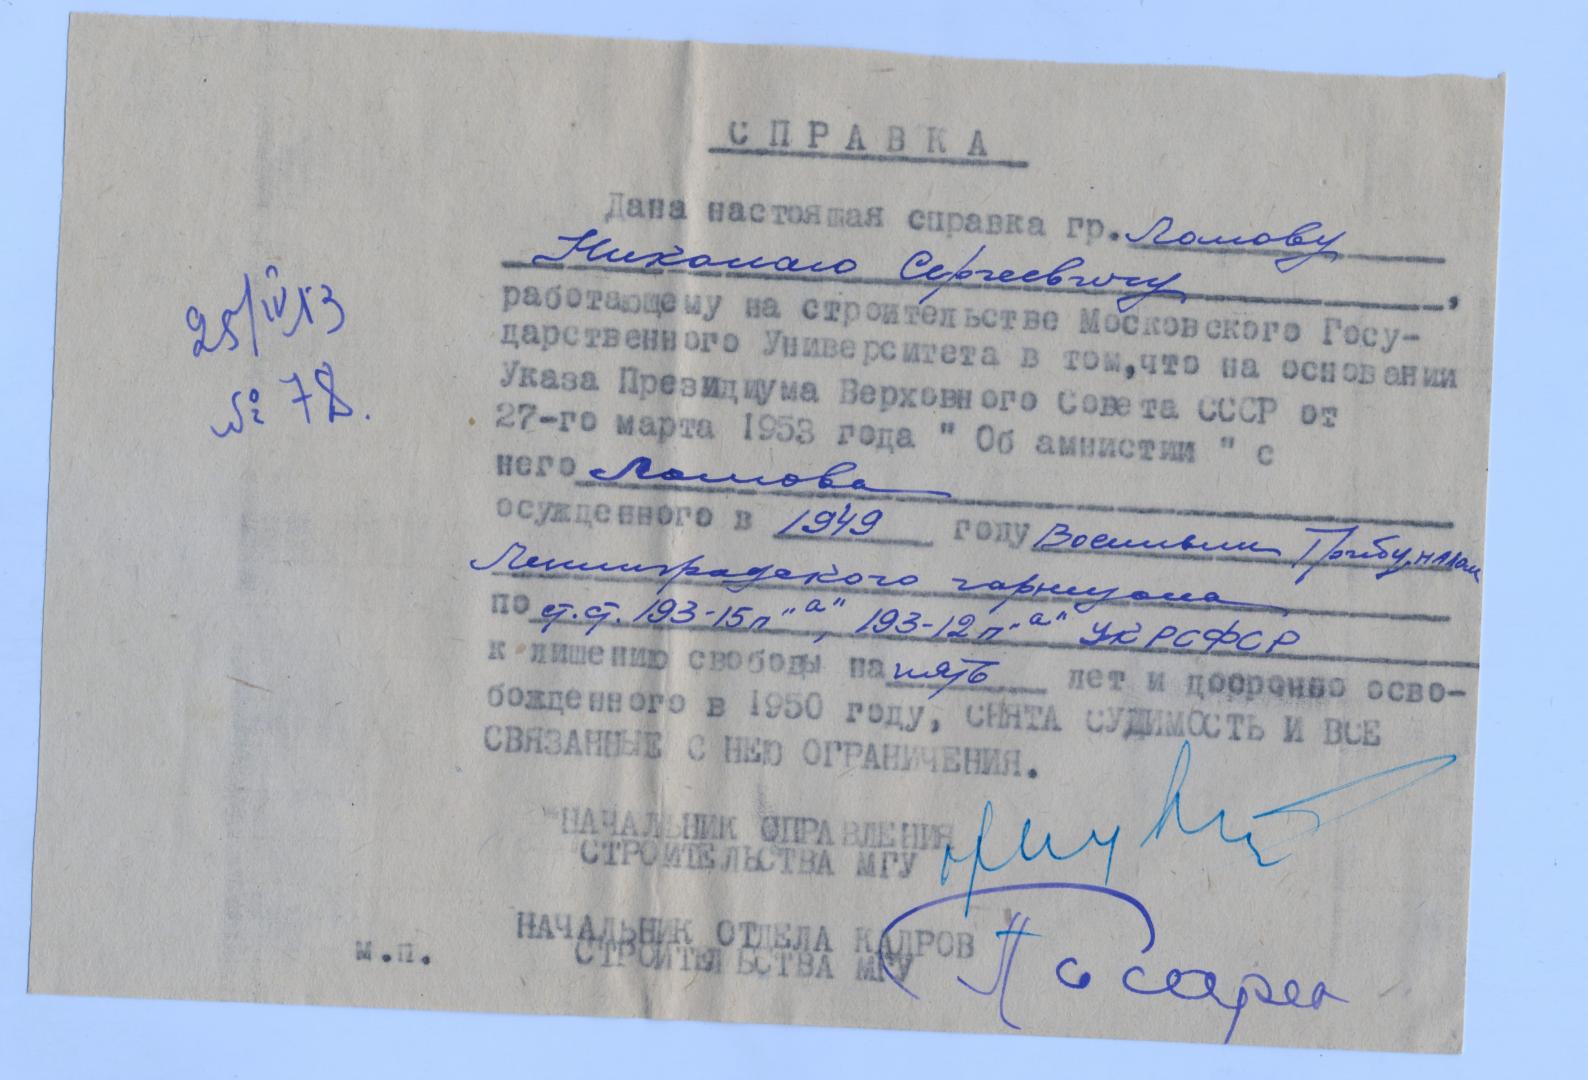 СПРАВКА
Дана настоящая справка гр. Ломову
Николаю Сергеевичу,
работающему на строительстве Московского Госу-
дарственного Университета в том, что на основании
Указа Президиума Верховного Совета СССР от
27-го марта 1953 года " Об амнистии " с
него Ломова
осужденного в 1949 году Военным Трибуналом
Ленинградского гарнизона
по ст.ст. 193-15 п "а", 193-12 п "а" УК РСФСР
к лишению свободы на пять лет и досрочно осво-
божденного в 1950 году, СНЯТА СУДИМОСТЬ И ВСЕ
СВЯЗАННЫЕ С НЕЮ ОГРАНИЧЕНИЯ.
25/IV 53
№ 78.
НАЧАЛЬНИК УПРАВЛЕНИЯ
СТРОИТЕЛЬСТВА МГУ
НАЧАЛЬНИК ОТДЕЛА КАДРОВ
СТРОИТЕЛЬСТВА МГУ
м.п.